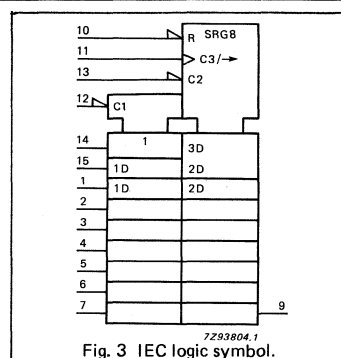 10 R SRG8
11 C3/→
13 C2
12 C1
14 1 3D
15 1D 2D
1 1D 2D
2
3
4
5
6
7 9
7Z93804.1
Fig. 3 IEC logic symbol.